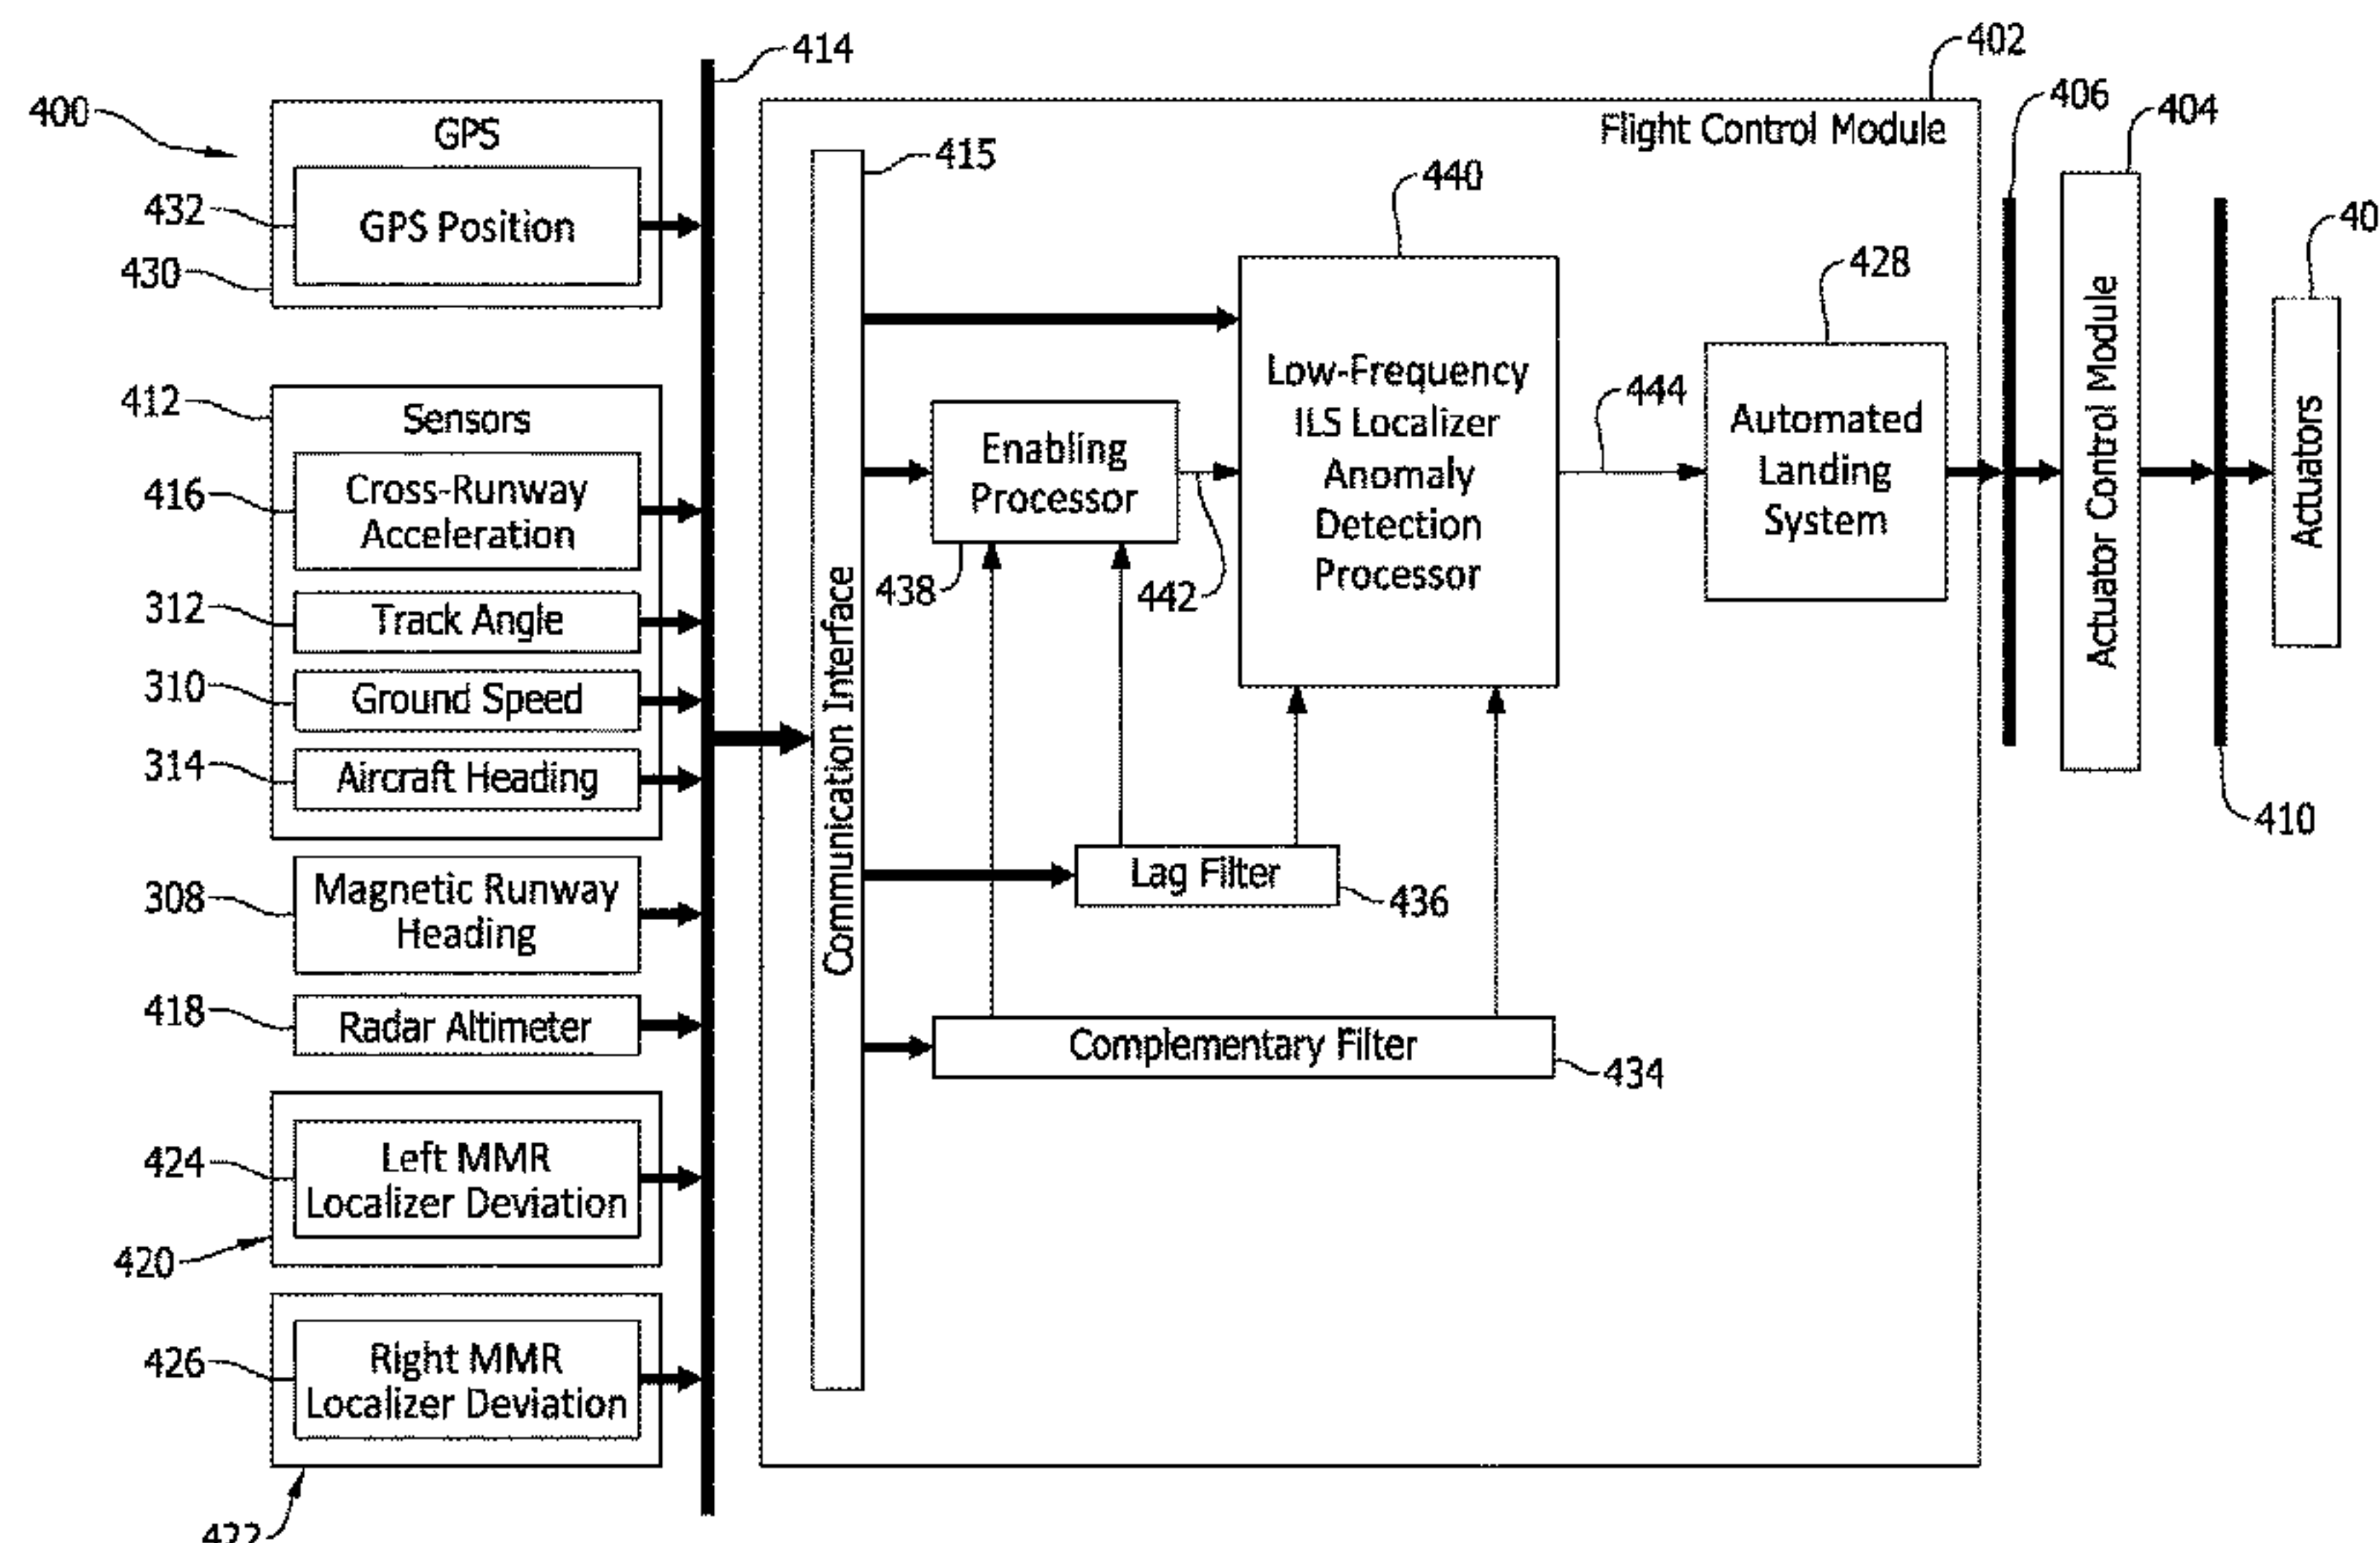 400
GPS
432
GPS Position
430
412
Sensors
416
Cross-Runway
Acceleration
312
Track Angle
310
Ground Speed
314
Aircraft Heading
308
Magnetic Runway
Heading
418
Radar Altimeter
424
Left MMR
Localizer Deviation
420
426
Right MMR
Localizer Deviation
422
414
402
Flight Control Module
415
Communication Interface
440
Low-Frequency
ILS Localizer
Anomaly
Detection
Processor
Enabling
Processor
438
442
444
428
Automated
Landing
System
Lag Filter
436
Complementary Filter
434
406
404
Actuator Control Module
410
40
Actuators